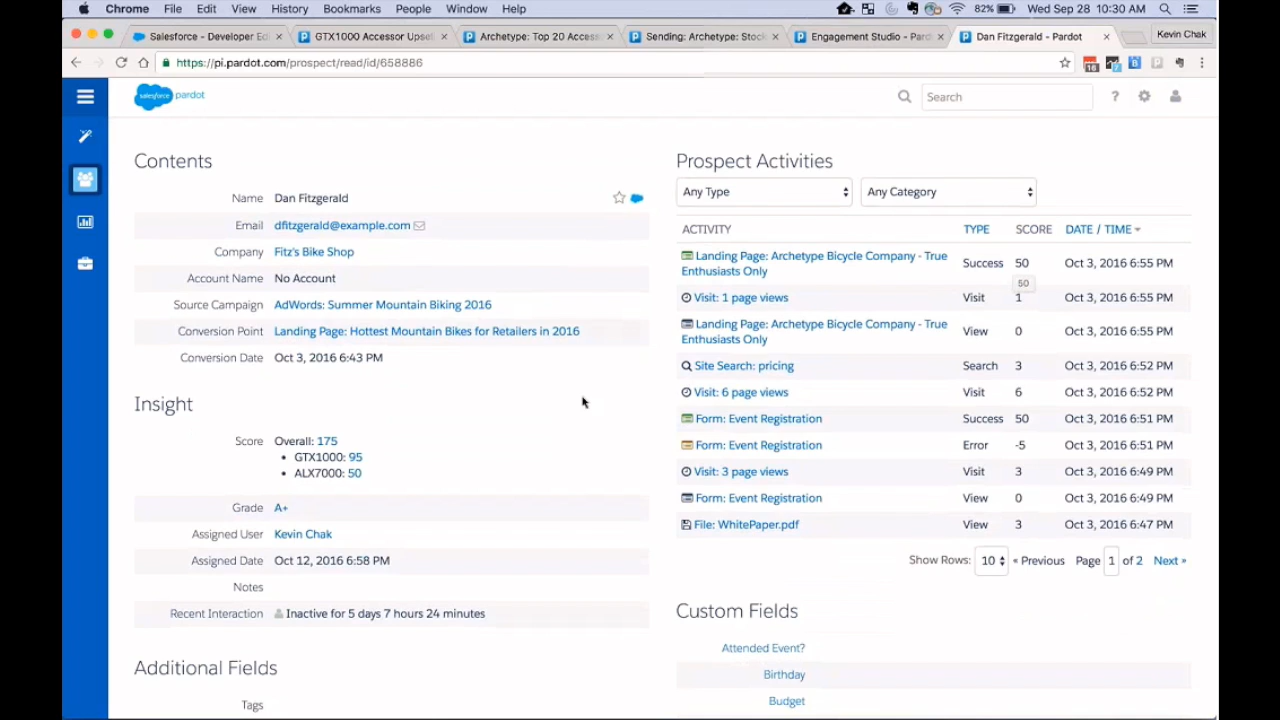 Chrome File Edit View History Bookmarks People Window Help 82% Wed Sep 28 10:30 AM
Salesforce - Developer Edi × GTX1000 Accessor Upsel × Archetype: Top 20 Access × Sending: Archetype: Stock × Engagement Studio - Pard × Dan Fitzgerald - Pardot × Kevin Chak
https://pi.pardot.com/prospect/read/id/658886
salesforce pardot
Search
?
Contents
Name Dan Fitzgerald
Email dfitzgerald@example.com
Company Fitz's Bike Shop
Account Name No Account
Source Campaign AdWords: Summer Mountain Biking 2016
Conversion Point Landing Page: Hottest Mountain Bikes for Retailers in 2016
Conversion Date Oct 3, 2016 6:43 PM
Insight
Score Overall: 175
• GTX1000: 95
• ALX7000: 50
Grade A+
Assigned User Kevin Chak
Assigned Date Oct 12, 2016 6:58 PM
Notes
Recent Interaction Inactive for 5 days 7 hours 24 minutes
Additional Fields
Tags
Prospect Activities
Any Type Any Category
ACTIVITY TYPE SCORE DATE / TIME
Landing Page: Archetype Bicycle Company - True
Enthusiasts Only Success 50 Oct 3, 2016 6:55 PM
50
Visit: 1 page views Visit 1 Oct 3, 2016 6:55 PM
Landing Page: Archetype Bicycle Company - True
Enthusiasts Only View 0 Oct 3, 2016 6:55 PM
Site Search: pricing Search 3 Oct 3, 2016 6:52 PM
Visit: 6 page views Visit 6 Oct 3, 2016 6:52 PM
Form: Event Registration Success 50 Oct 3, 2016 6:51 PM
Form: Event Registration Error -5 Oct 3, 2016 6:51 PM
Visit: 3 page views Visit 3 Oct 3, 2016 6:49 PM
Form: Event Registration View 0 Oct 3, 2016 6:49 PM
File: WhitePaper.pdf View 3 Oct 3, 2016 6:47 PM
Show Rows: 10 « Previous Page 1 of 2 Next »
Custom Fields
Attended Event?
Birthday
Budget